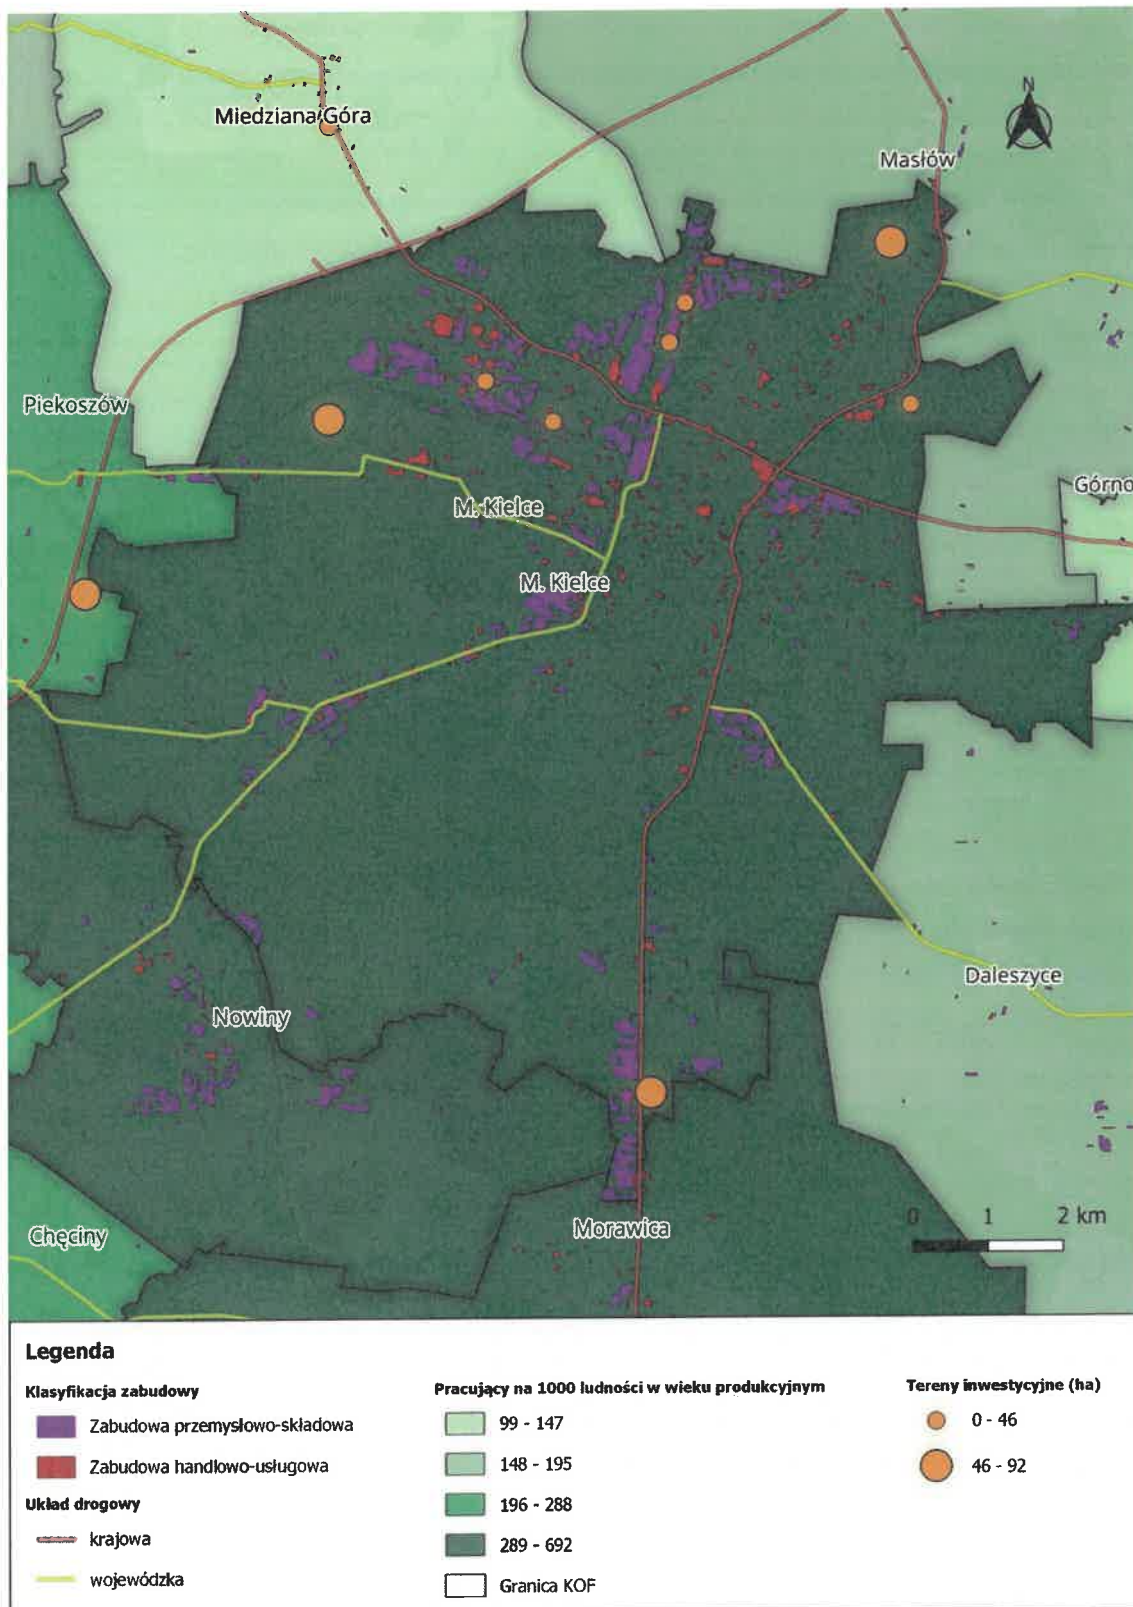 N
Miedziana Góra
Masłów
Piekoszów
Górno
M. Kielce
M. Kielce
Daleszyce
Nowiny
Morawica
Chęciny
0 1 2 km
Legenda
Klasyfikacja zabudowy
Zabudowa przemysłowo-składowa
Zabudowa handlowo-usługowa
Układ drogowy
krajowa
wojewódzka
Pracujący na 1000 ludności w wieku produkcyjnym
99 - 147
148 - 195
196 - 288
289 - 692
Granica KOF
Tereny inwestycyjne (ha)
0 - 46
46 - 92